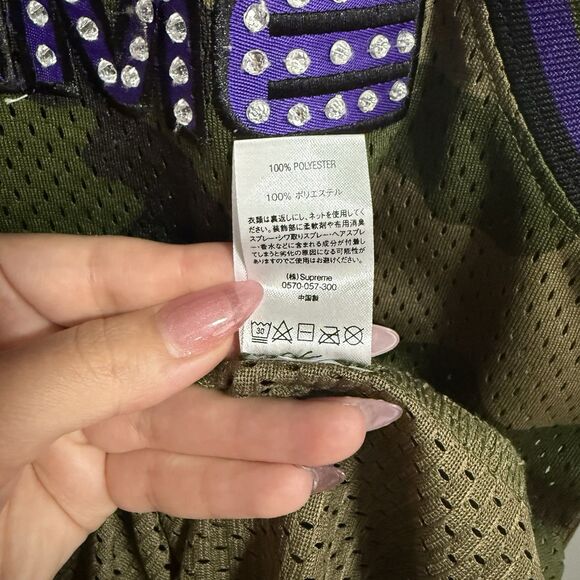 100% POLYESTER
100% ポリエステル
衣類は裏返しにし、ネットを使用してく
ださい。装飾部に柔軟剤や布用消臭
スプレー・シワ取りスプレー・ヘアスプレ
ー・香水などに含まれる成分が付着し
てしまうと劣化の原因になる可能性が
ありますのでご使用はお避けください。
(株) Supreme
0570-057-300
中国製
30